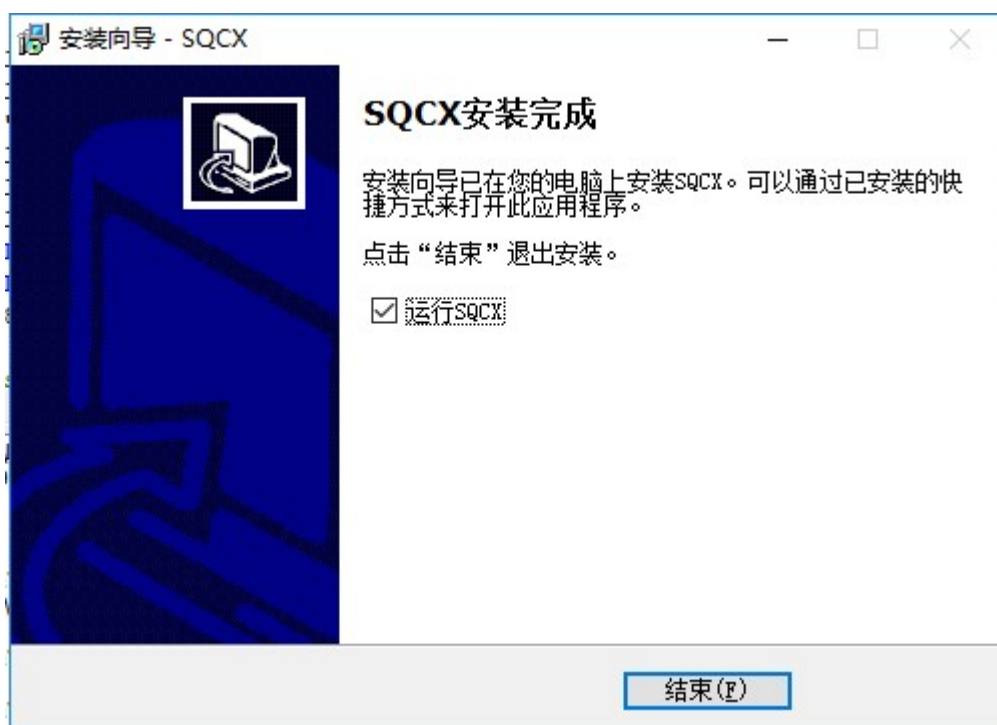 安装向导 - SQCX
SQCX安装完成
安装向导已在您的电脑上安装SQCX。可以通过已安装的快
捷方式来打开此应用程序。
点击“结束”退出安装。
运行SQCX
结束(F)